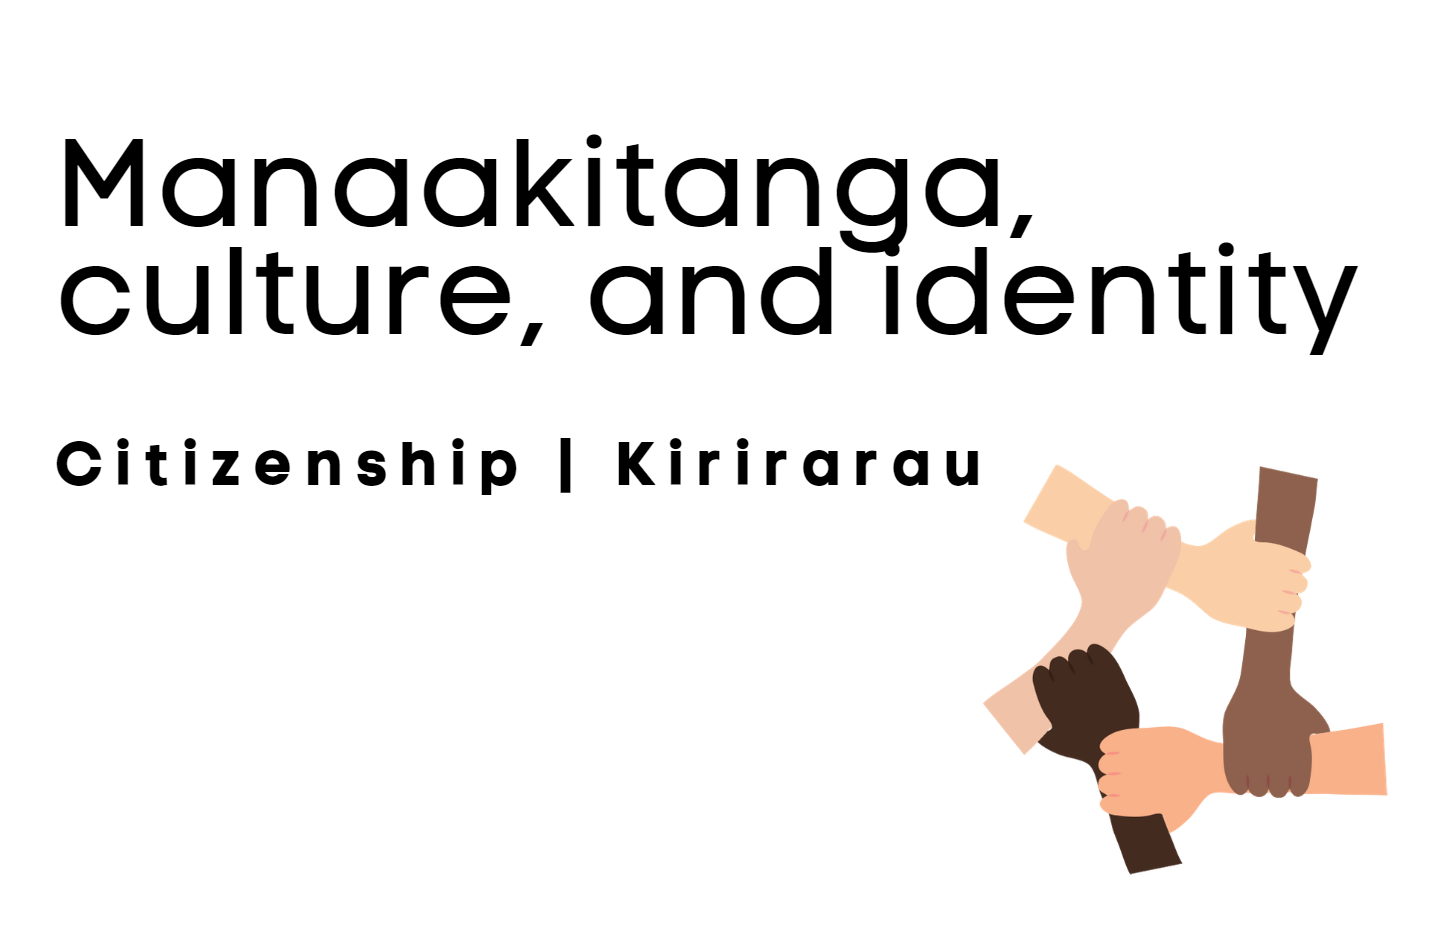 Manaakitanga,
culture, and identity
Citizenship | Kirirarau